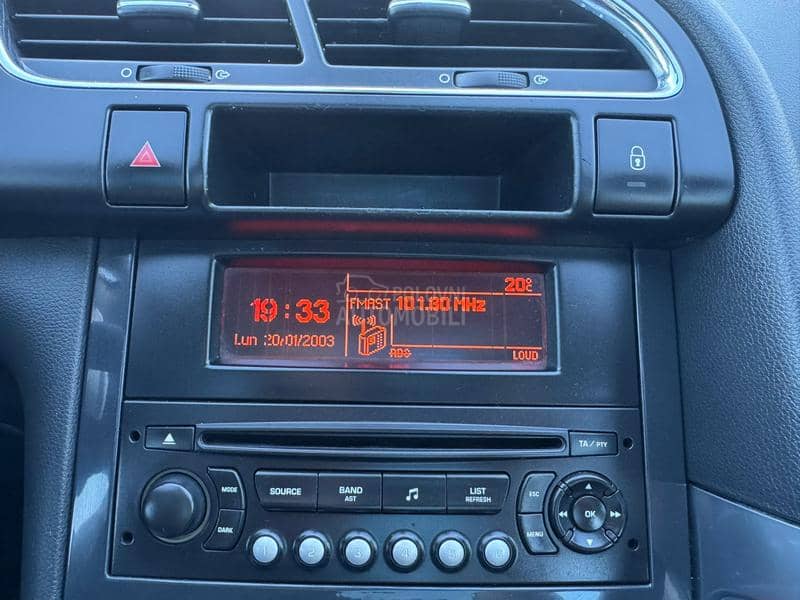 20°C
19:33
FMAST 101.80 MHz
POLOVNI
AUTOMOBILI
Lun 20/01/2003
RDS
LOUD
TA/PTY
MODE
SOURCE
BAND
AST
LIST
REFRESH
ESC
OK
DARK
MENU
1 2 3 4 5 6